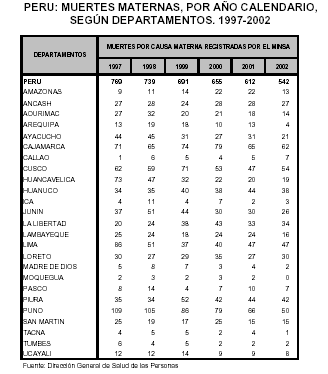 PERU: MUERTES MATERNAS, POR AÑO CALENDARIO,
SEGÚN DEPARTAMENTOS. 1997-2002
DEPARTAMENTOS MUERTES POR CAUSA MATERNA REGISTRADAS POR EL MINSA
1997 1998 1999 2000 2001 2002
PERU 769 739 691 655 612 542
AMAZONAS 9 11 14 22 22 13
ANCASH 27 28 24 28 28 27
AOURIMAC 27 32 20 21 18 14
AREQUIPA 13 19 18 10 13 4
AYACUCHO 44 45 31 27 31 21
CAJAMARCA 71 65 74 79 65 62
CALLAO 1 6 5 4 5 7
CUSCO 62 59 71 53 47 54
HUANCAVELICA 73 47 32 22 20 19
HUANUCO 34 35 40 38 44 38
ICA 4 11 4 7 2 3
JUNIN 37 51 44 30 30 26
LA LIBERTAD 20 24 38 43 33 34
LAMBAYEQUE 25 24 18 24 24 16
LIMA 86 51 37 40 47 47
LORETO 30 27 29 35 27 30
MADRE DE DIOS 5 8 7 3 4 2
MOQUEGUA 2 3 2 3 2 0
PASCO 8 14 4 7 10 7
PIURA 35 34 52 42 44 42
PUNO 109 105 86 79 66 50
SAN MARTIN 25 19 17 25 15 15
TACNA 4 5 5 2 4 1
TUMBES 6 4 5 2 2 2
UCAYALI 12 12 14 9 9 8
Fuente: Dirección General de Salud de las Personas